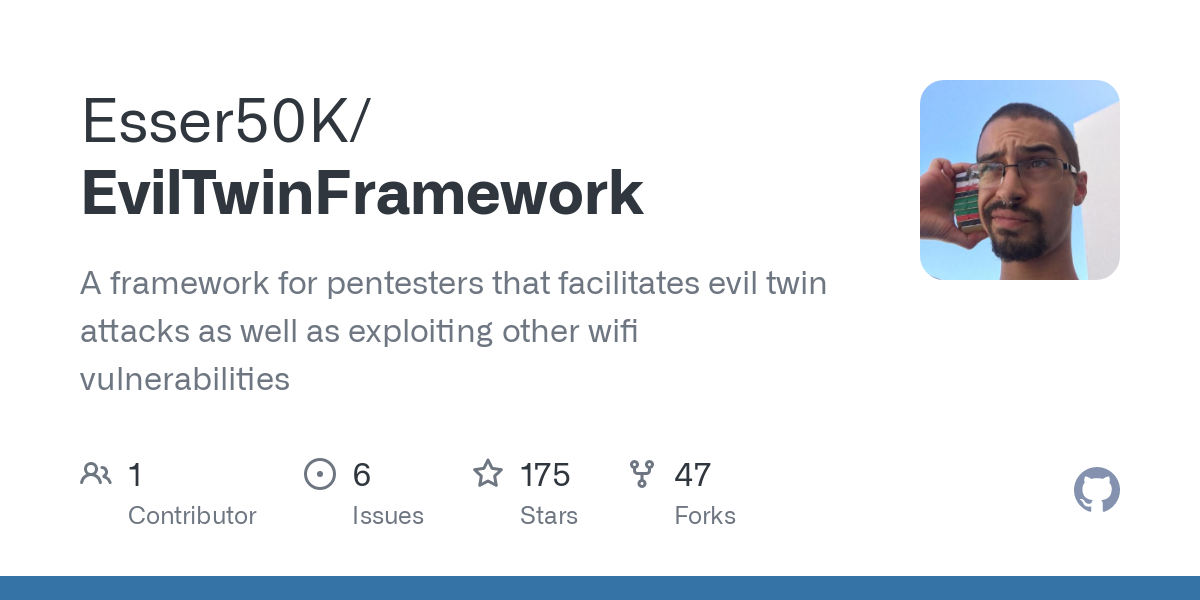 Esser50K/
EvilTwinFramework
A framework for pentesters that facilitates evil twin
attacks as well as exploiting other wifi
vulnerabilities
1
Contributor
6
Issues
175
Stars
47
Forks